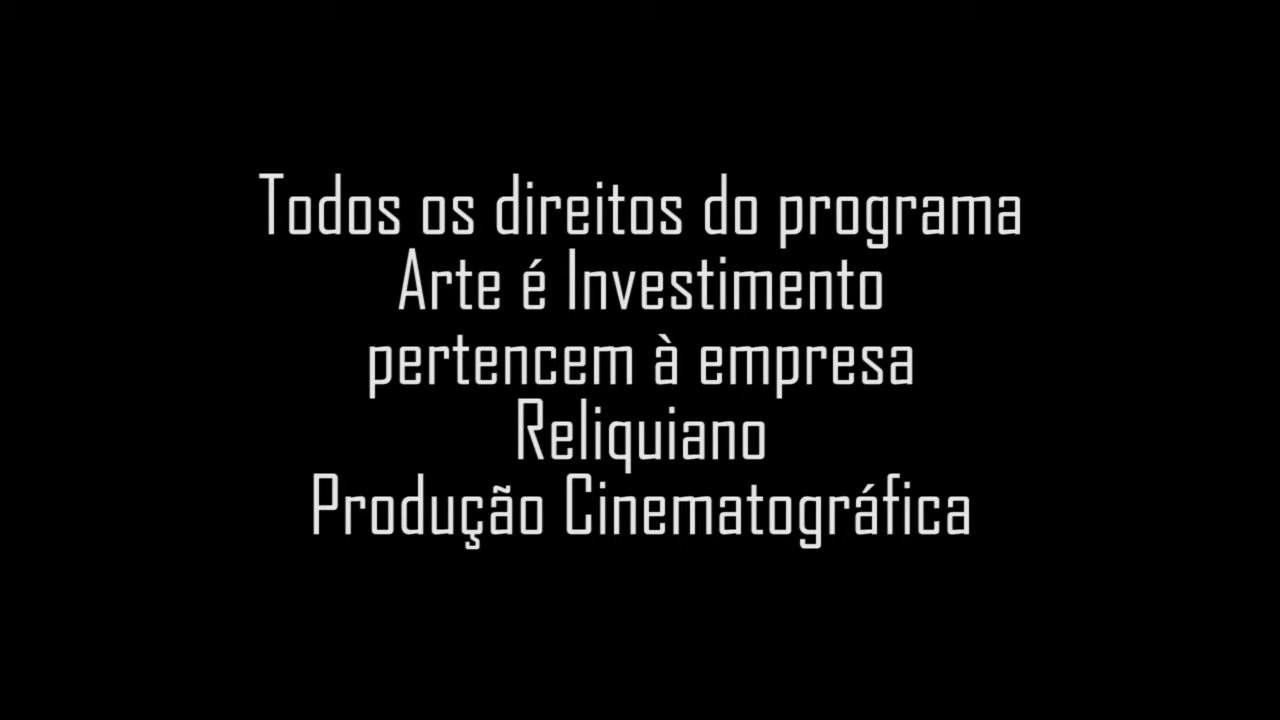 Todos os direitos do programa
Arte é Investimento
pertencem à empresa
Reliquiano
Produção Cinematográfica